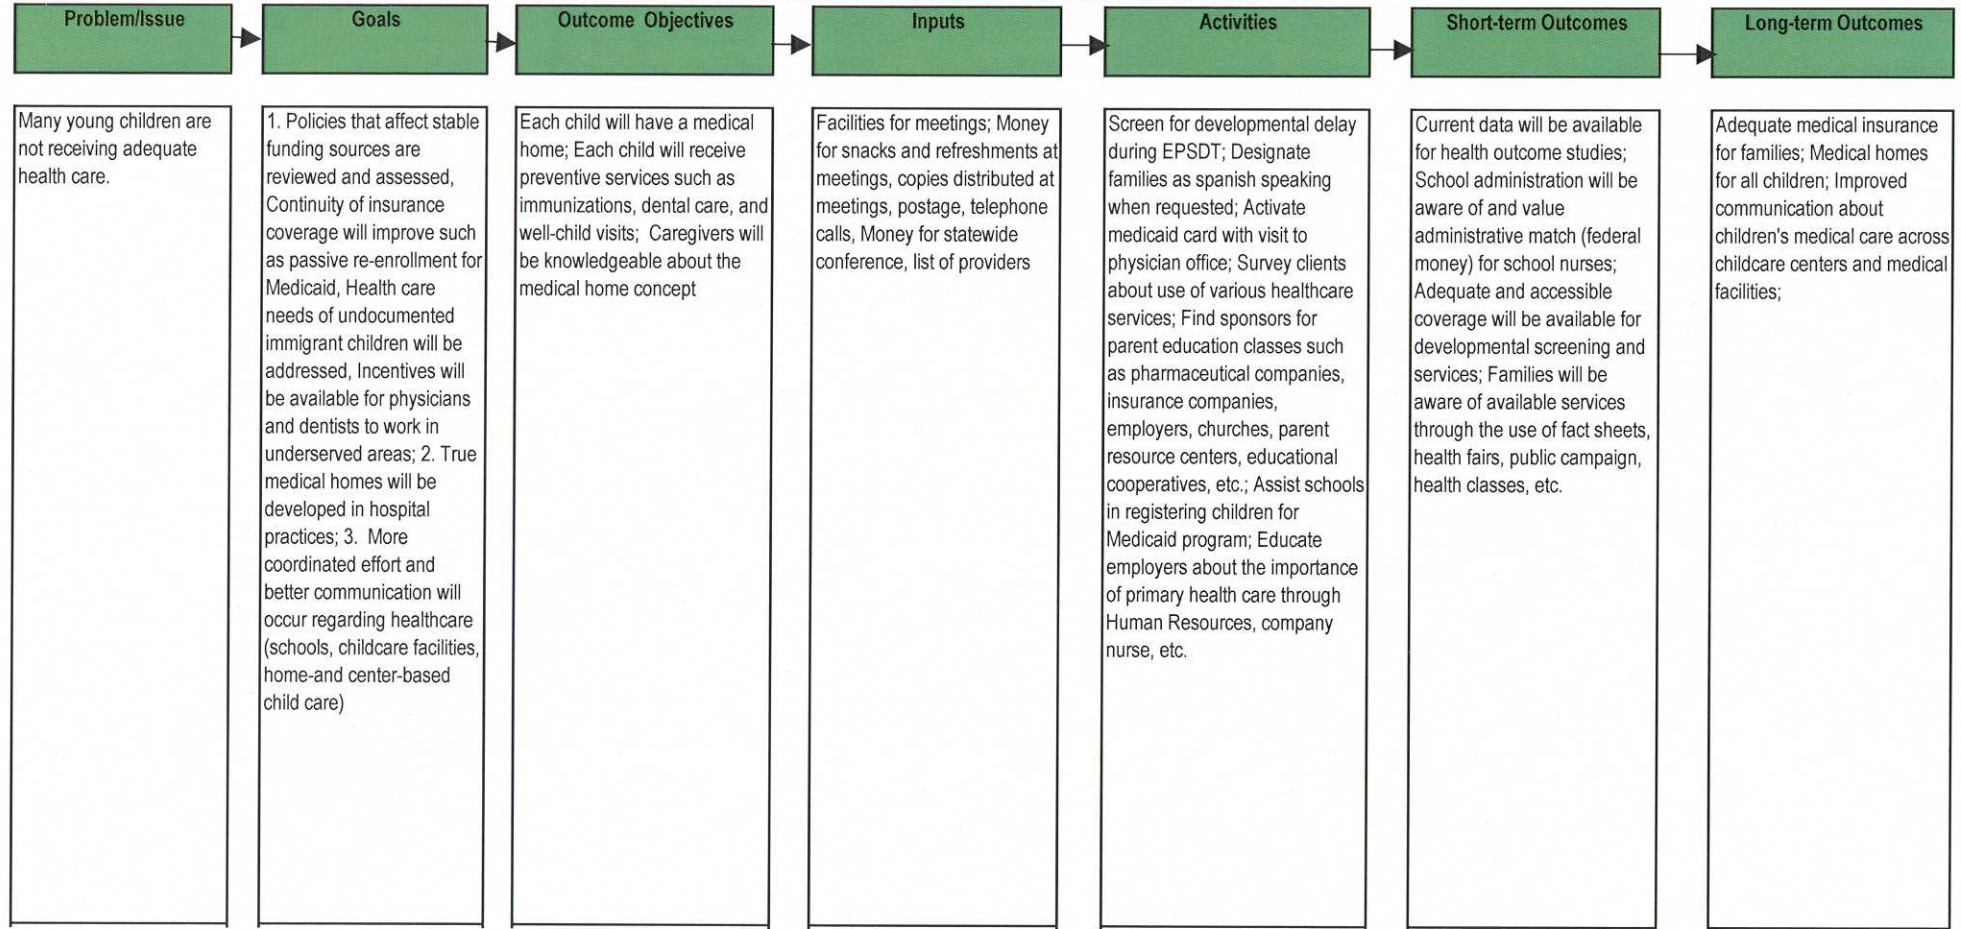 Problem/Issue
Goals
Outcome Objectives
Inputs
Activities
Short-term Outcomes
Long-term Outcomes
Many young children are
not receiving adequate
health care.
1. Policies that affect stable
funding sources are
reviewed and assessed,
Continuity of insurance
coverage will improve such
as passive re-enrollment for
Medicaid, Health care
needs of undocumented
immigrant children will be
addressed, Incentives will
be available for physicians
and dentists to work in
underserved areas; 2. True
medical homes will be
developed in hospital
practices; 3. More
coordinated effort and
better communication will
occur regarding healthcare
(schools, childcare facilities,
home-and center-based
child care)
Each child will have a medical
home; Each child will receive
preventive services such as
immunizations, dental care, and
well-child visits; Caregivers will
be knowledgeable about the
medical home concept
Facilities for meetings; Money
for snacks and refreshments at
meetings, copies distributed at
meetings, postage, telephone
calls, Money for statewide
conference, list of providers
Screen for developmental delay
during EPSDT; Designate
families as spanish speaking
when requested; Activate
medicaid card with visit to
physician office; Survey clients
about use of various healthcare
services; Find sponsors for
parent education classes such
as pharmaceutical companies,
insurance companies,
employers, churches, parent
resource centers, educational
cooperatives, etc.; Assist schools
in registering children for
Medicaid program; Educate
employers about the importance
of primary health care through
Human Resources, company
nurse, etc.
Current data will be available
for health outcome studies;
School administration will be
aware of and value
administrative match (federal
money) for school nurses;
Adequate and accessible
coverage will be available for
developmental screening and
services; Families will be
aware of available services
through the use of fact sheets,
health fairs, public campaign,
health classes, etc.
Adequate medical insurance
for families; Medical homes
for all children; Improved
communication about
children's medical care across
childcare centers and medical
facilities;